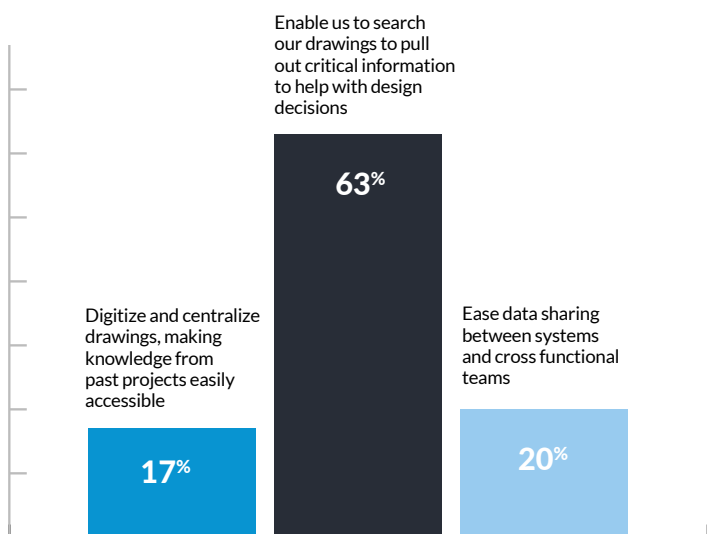 Enable us to search
our drawings to pull
out critical information
to help with design
decisions
63%
Digitize and centralize
drawings, making
knowledge from
past projects easily
accessible
17%
Ease data sharing
between systems
and cross functional
teams
20%